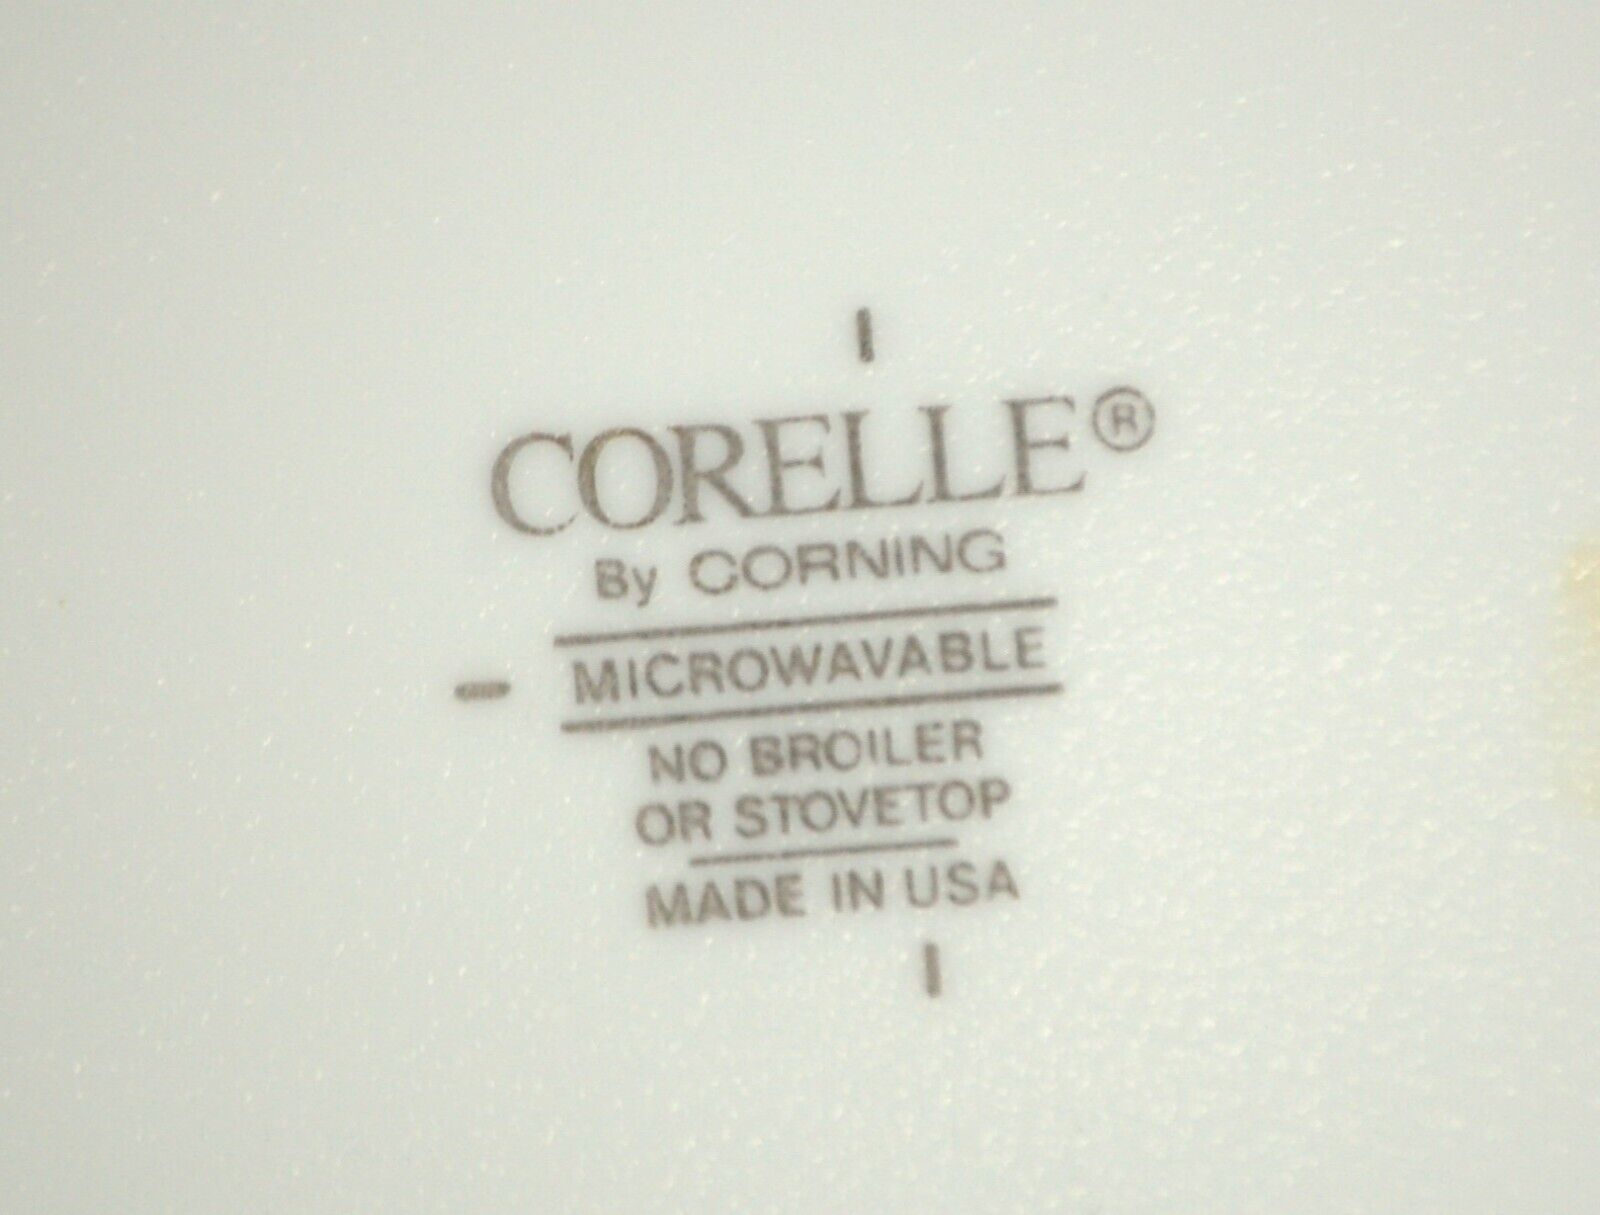 CORELLE®
By CORNING
MICROWAVABLE
NO BROILER
OR STOVETOP
MADE IN USA